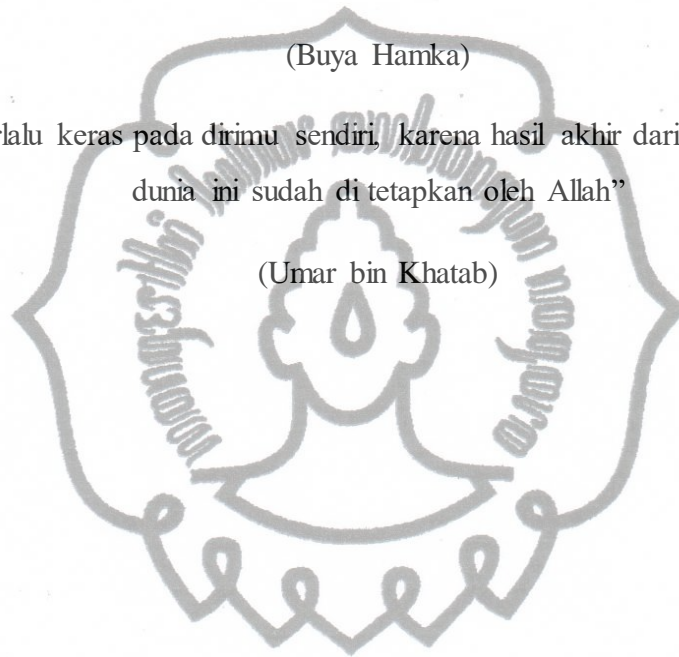 (Buya Hamka)
rlalu keras pada dirimu sendiri, karena hasil akhir dari
dunia ini sudah di tetapkan oleh Allah”
(Umar bin Khatab)